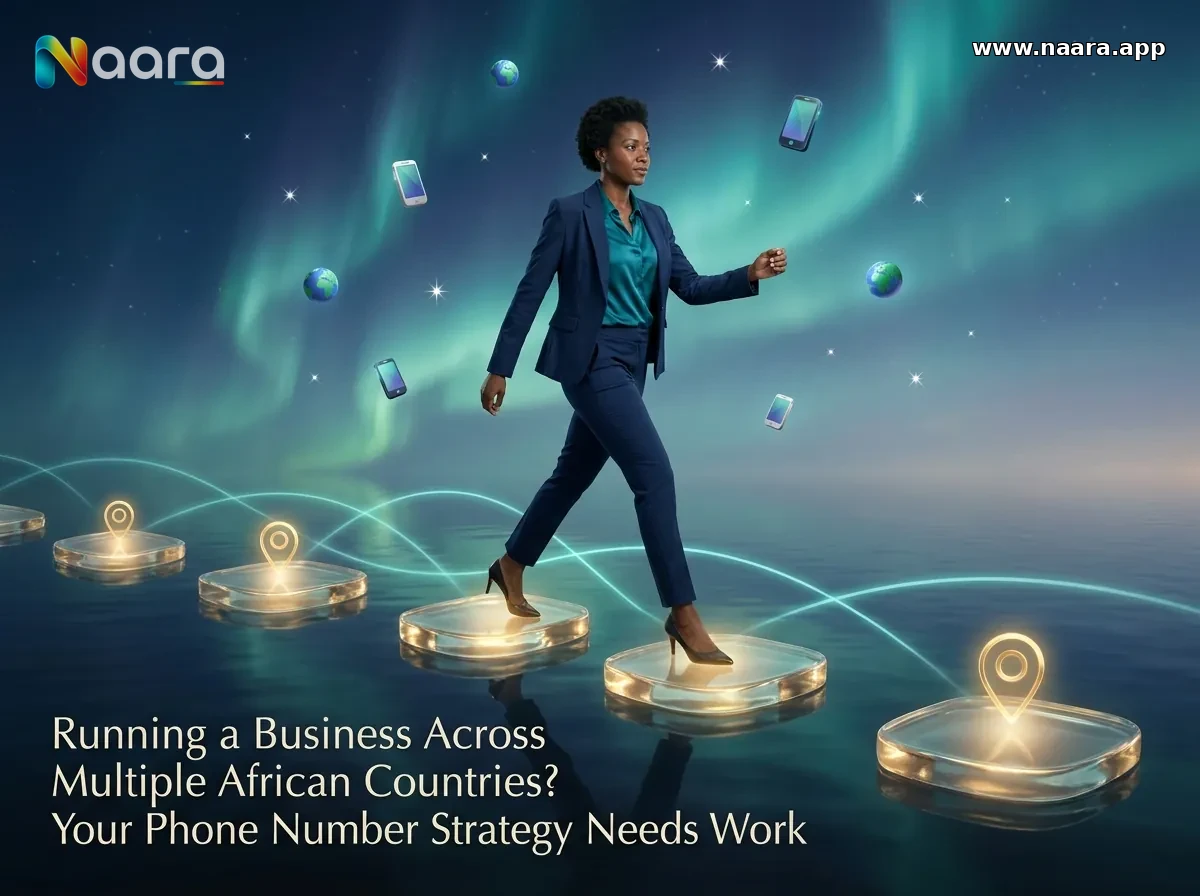 Naara
www.naara.app
Running a Business Across
Multiple African Countries?
Your Phone Number Strategy Needs Work